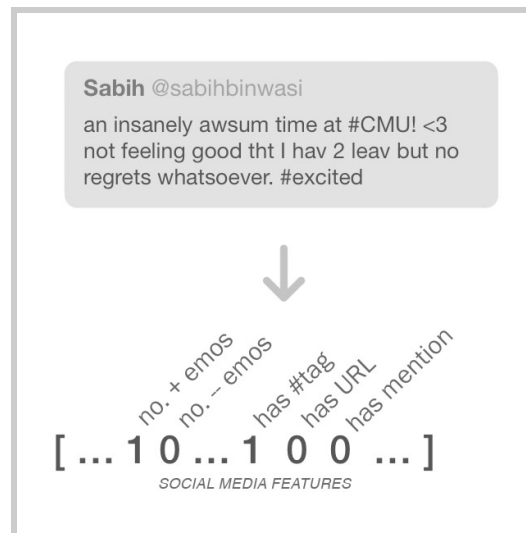 Sabih @sabihbinwasi
an insanely awsum time at #CMU! <3
not feeling good tht I hav 2 leav but no
regrets whatsoever. #excited
no. + emos
no. – emos
has #tag
has URL
has mention
[ ... 1 0 ... 1 0 0 ... ]
SOCIAL MEDIA FEATURES